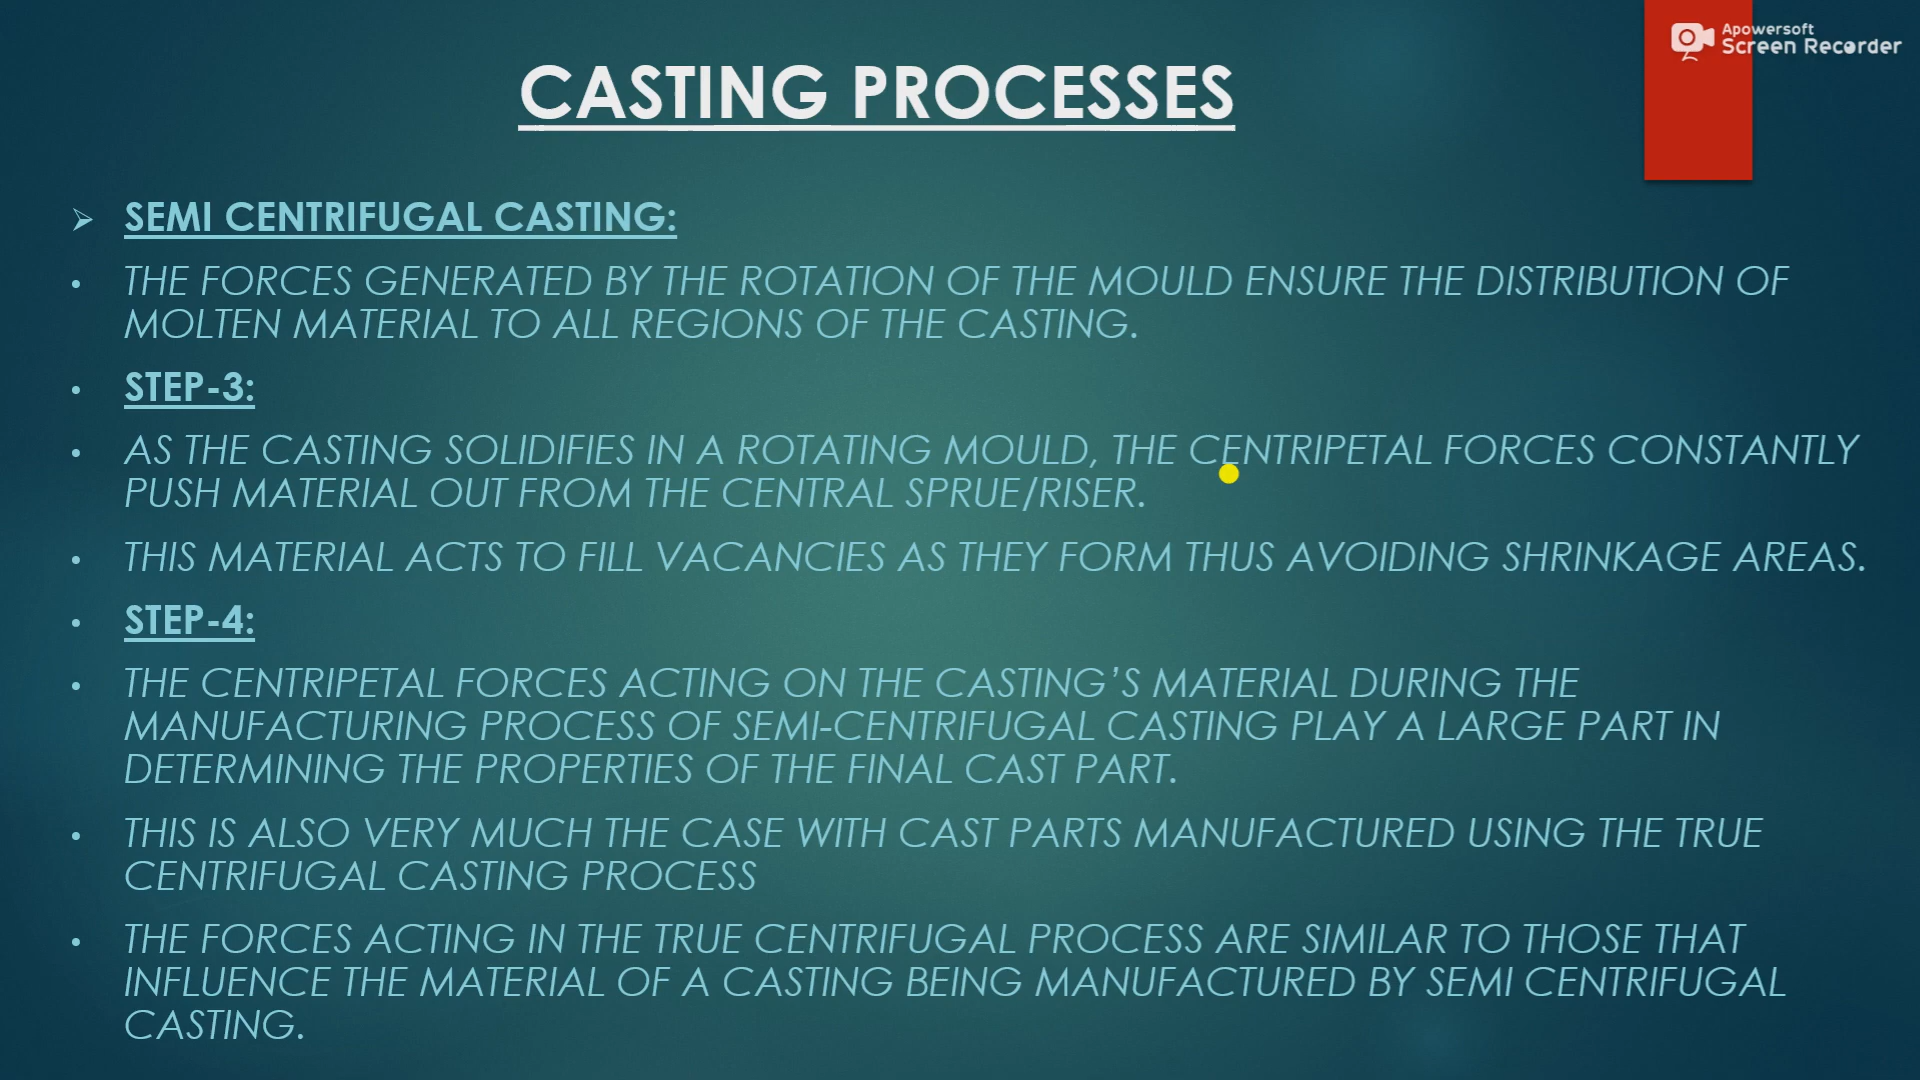 Apowersoft
Screen Recorder
CASTING PROCESSES
➢ SEMI CENTRIFUGAL CASTING:
• THE FORCES GENERATED BY THE ROTATION OF THE MOULD ENSURE THE DISTRIBUTION OF
MOLTEN MATERIAL TO ALL REGIONS OF THE CASTING.
• STEP-3:
• AS THE CASTING SOLIDIFIES IN A ROTATING MOULD, THE CENTRIPETAL FORCES CONSTANTLY
PUSH MATERIAL OUT FROM THE CENTRAL SPRUE/RISER.
• THIS MATERIAL ACTS TO FILL VACANCIES AS THEY FORM THUS AVOIDING SHRINKAGE AREAS.
• STEP-4:
• THE CENTRIPETAL FORCES ACTING ON THE CASTING’S MATERIAL DURING THE
MANUFACTURING PROCESS OF SEMI-CENTRIFUGAL CASTING PLAY A LARGE PART IN
DETERMINING THE PROPERTIES OF THE FINAL CAST PART.
• THIS IS ALSO VERY MUCH THE CASE WITH CAST PARTS MANUFACTURED USING THE TRUE
CENTRIFUGAL CASTING PROCESS
• THE FORCES ACTING IN THE TRUE CENTRIFUGAL PROCESS ARE SIMILAR TO THOSE THAT
INFLUENCE THE MATERIAL OF A CASTING BEING MANUFACTURED BY SEMI CENTRIFUGAL
CASTING.